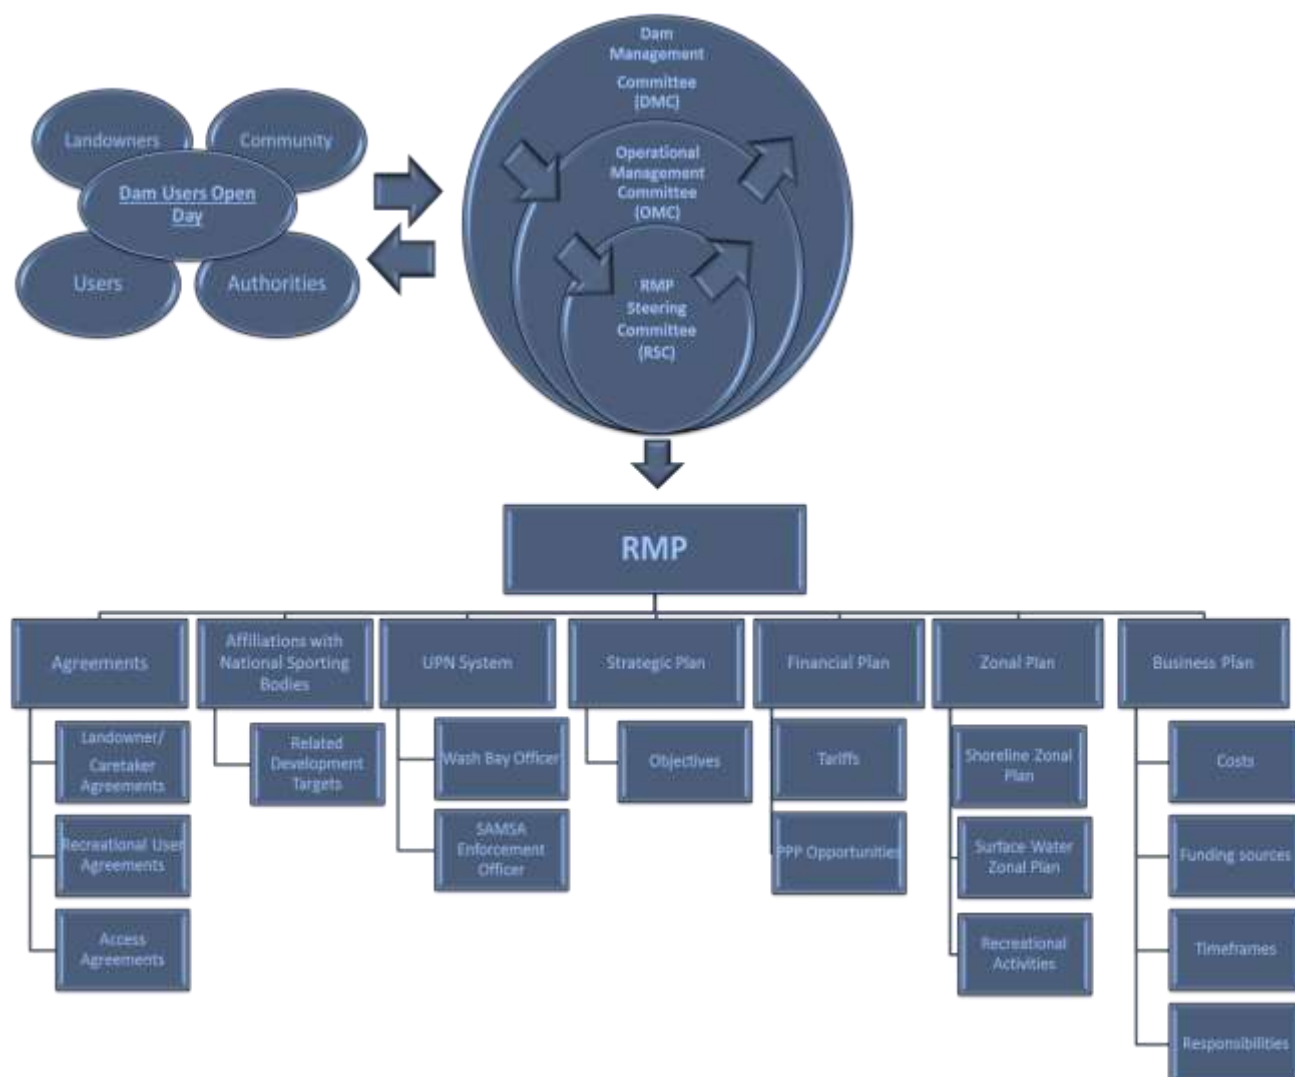 Dam
Management
Committee
(DMC)
Landowners
Community
Dam Users Open
Day
Users
Authorities
Operational
Management
Committee
(OMC)
RMP
Steering
Committee
(RSC)
RMP
Agreements
Affiliations with
National Sporting
Bodies
UPN System
Strategic Plan
Financial Plan
Zonal Plan
Business Plan
Landowner/
Caretaker
Agreements
Recreational User
Agreements
Access
Agreements
Related
Development
Targets
Wash Bay Officer
SAMSA
Enforcement
Officer
Objectives
Tariffs
PPP Opportunities
Shoreline Zonal
Plan
Surface Water
Zonal Plan
Recreational
Activities
Costs
Funding sources
Timeframes
Responsibilities